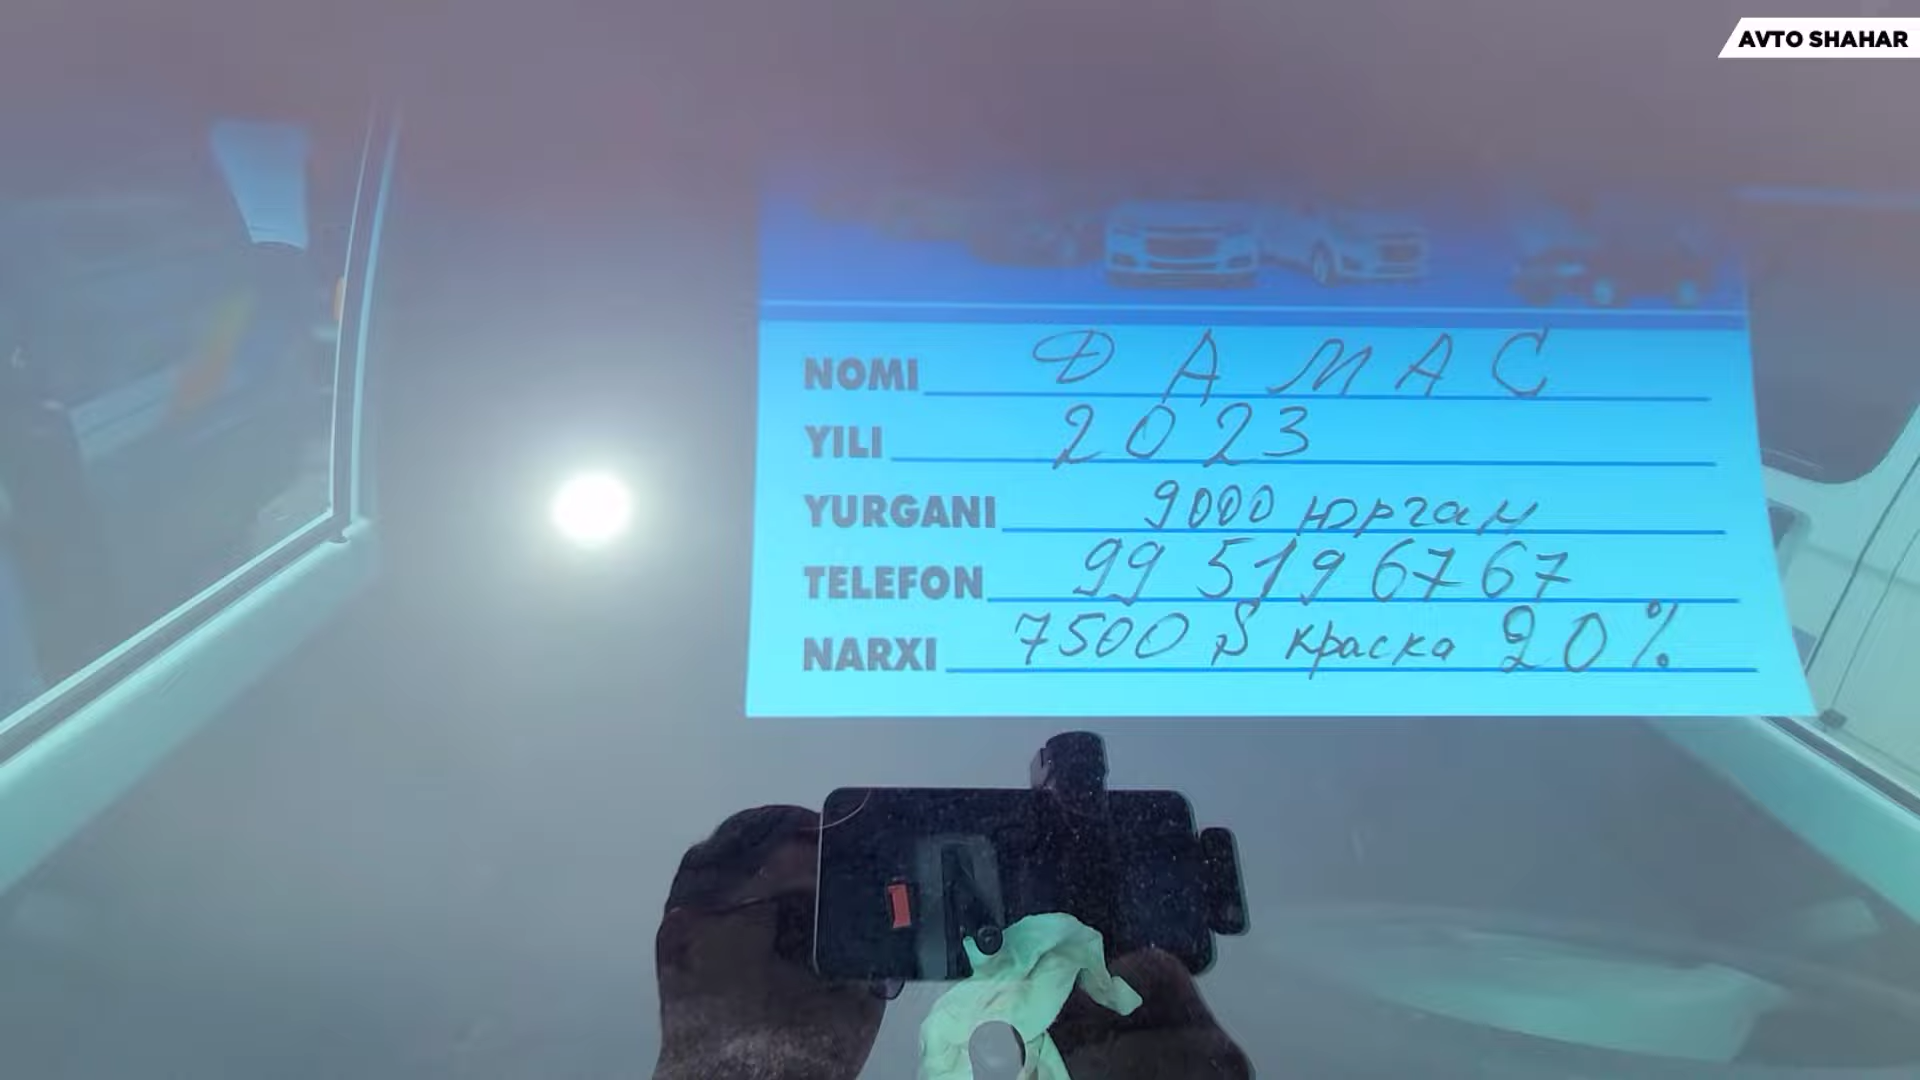 AVTO SHAHAR
NOMI ДАМАС
YILI 2023
YURGANI 9000 юрган
TELEFON 99 519 67 67
NARXI 7500 $ краска 20%